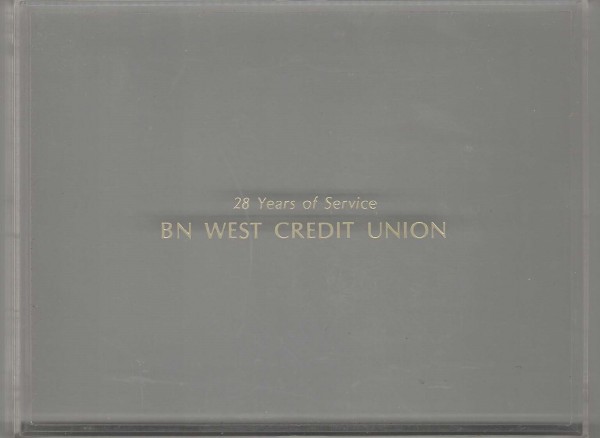 28 Years of Service
BN WEST CREDIT UNION